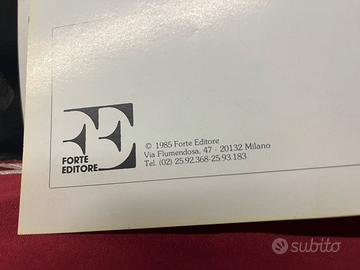 FORTE
EDITORE
© 1985 Forte Editore
Via Flumendosa, 47 - 20132 Milano
Tel. (02) 25.92.368-25.93.183
subito